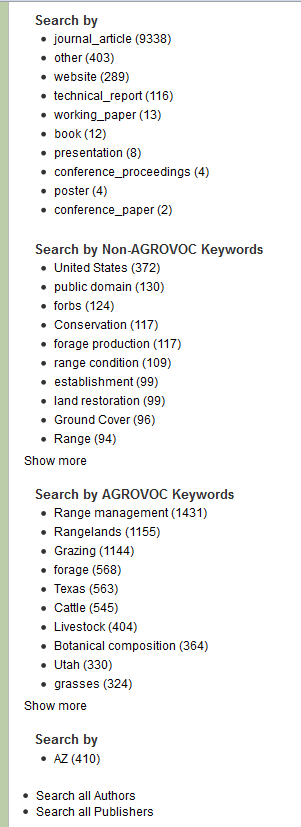 Search by
journal_article (9338)
other (403)
website (289)
technical_report (116)
working_paper (13)
book (12)
presentation (8)
conference_proceedings (4)
poster (4)
conference_paper (2)
Search by Non-AGROVOC Keywords
United States (372)
public domain (130)
forbs (124)
Conservation (117)
forage production (117)
range condition (109)
establishment (99)
land restoration (99)
Ground Cover (96)
Range (94)
Show more
Search by AGROVOC Keywords
Range management (1431)
Rangelands (1155)
Grazing (1144)
forage (568)
Texas (563)
Cattle (545)
Livestock (404)
Botanical composition (364)
Utah (330)
grasses (324)
Show more
Search by
AZ (410)
Search all Authors
Search all Publishers